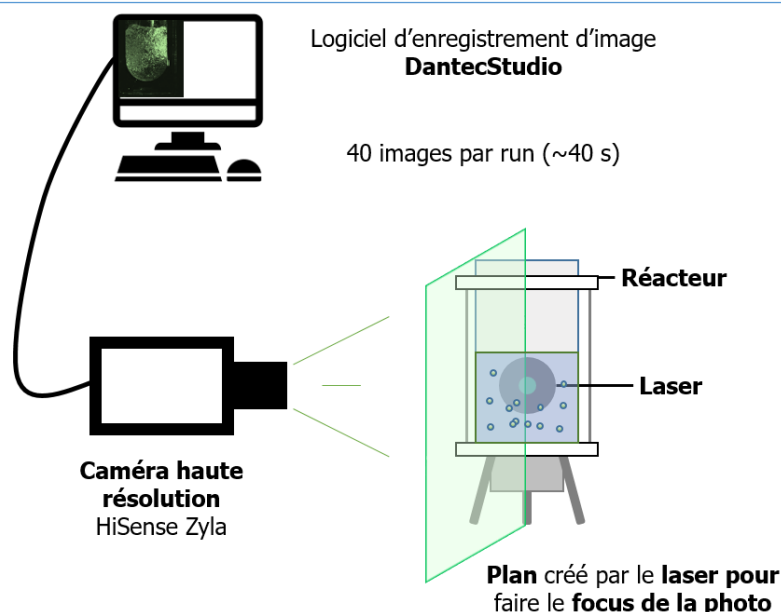 Logiciel d’enregistrement d’image
DantecStudio
40 images par run (~40 s)
Réacteur
Laser
Caméra haute
résolution
HiSense Zyla
Plan créé par le laser pour
faire le focus de la photo